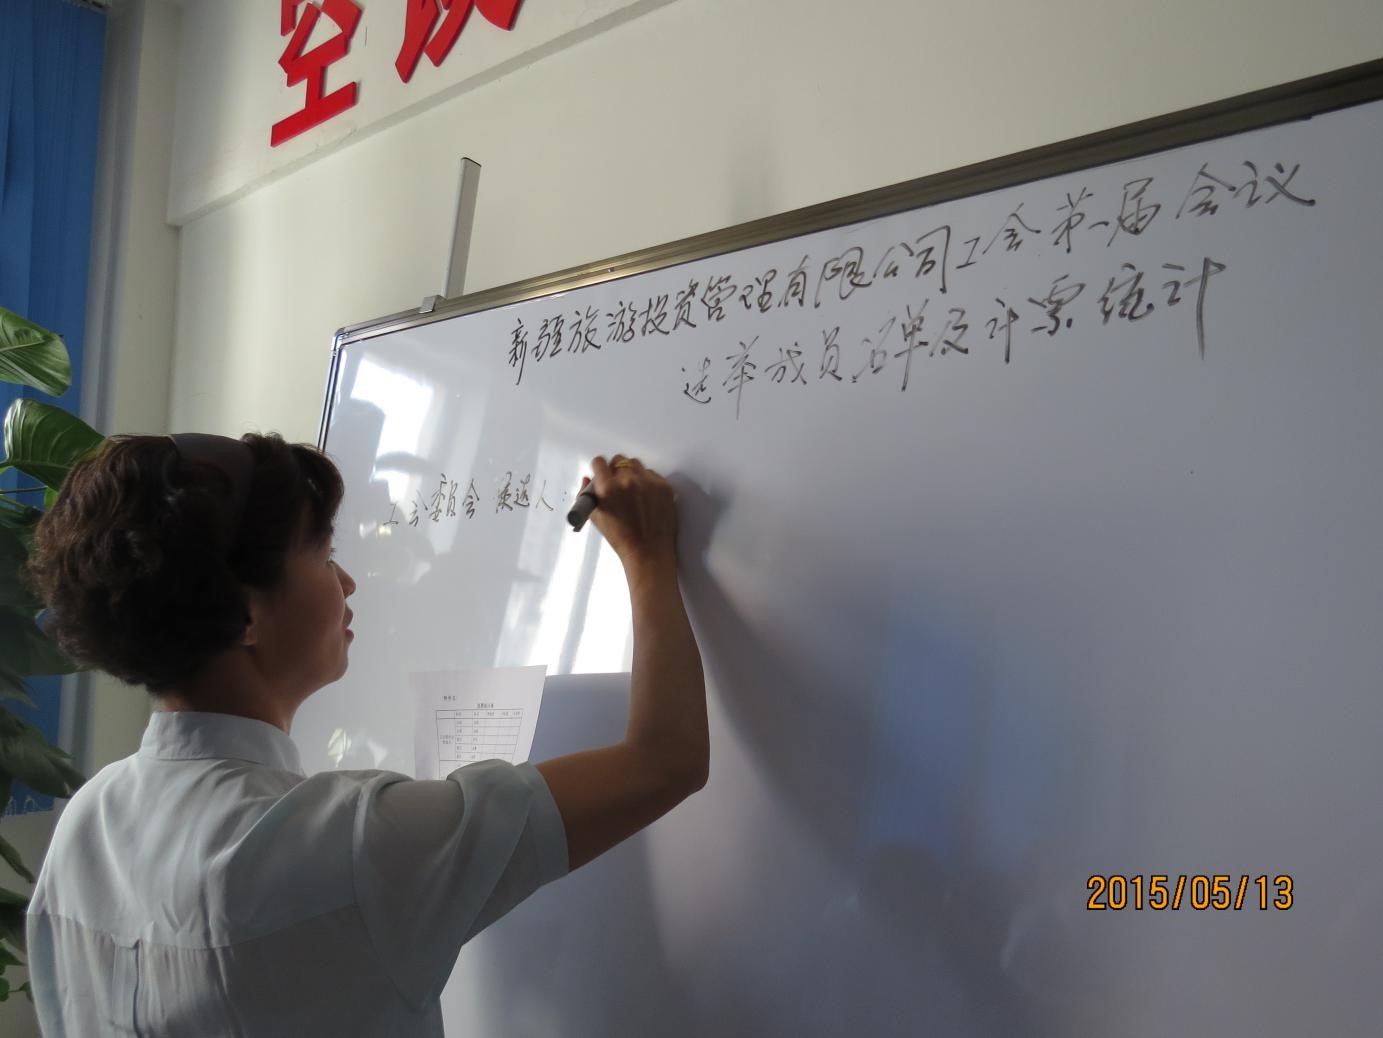 空谈
新疆旅游投资管理有限公司工会第一届会议
选举成员名单及计票统计
工会委员会 候选人:
2015/05/13